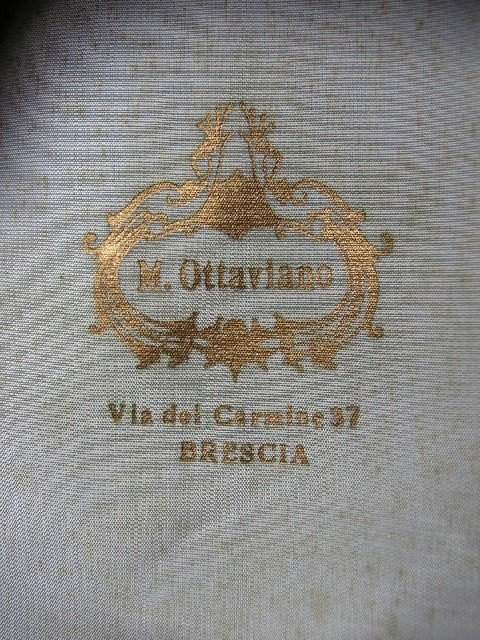 M. Ottaviano
Via del Carmine 37
BRESCIA